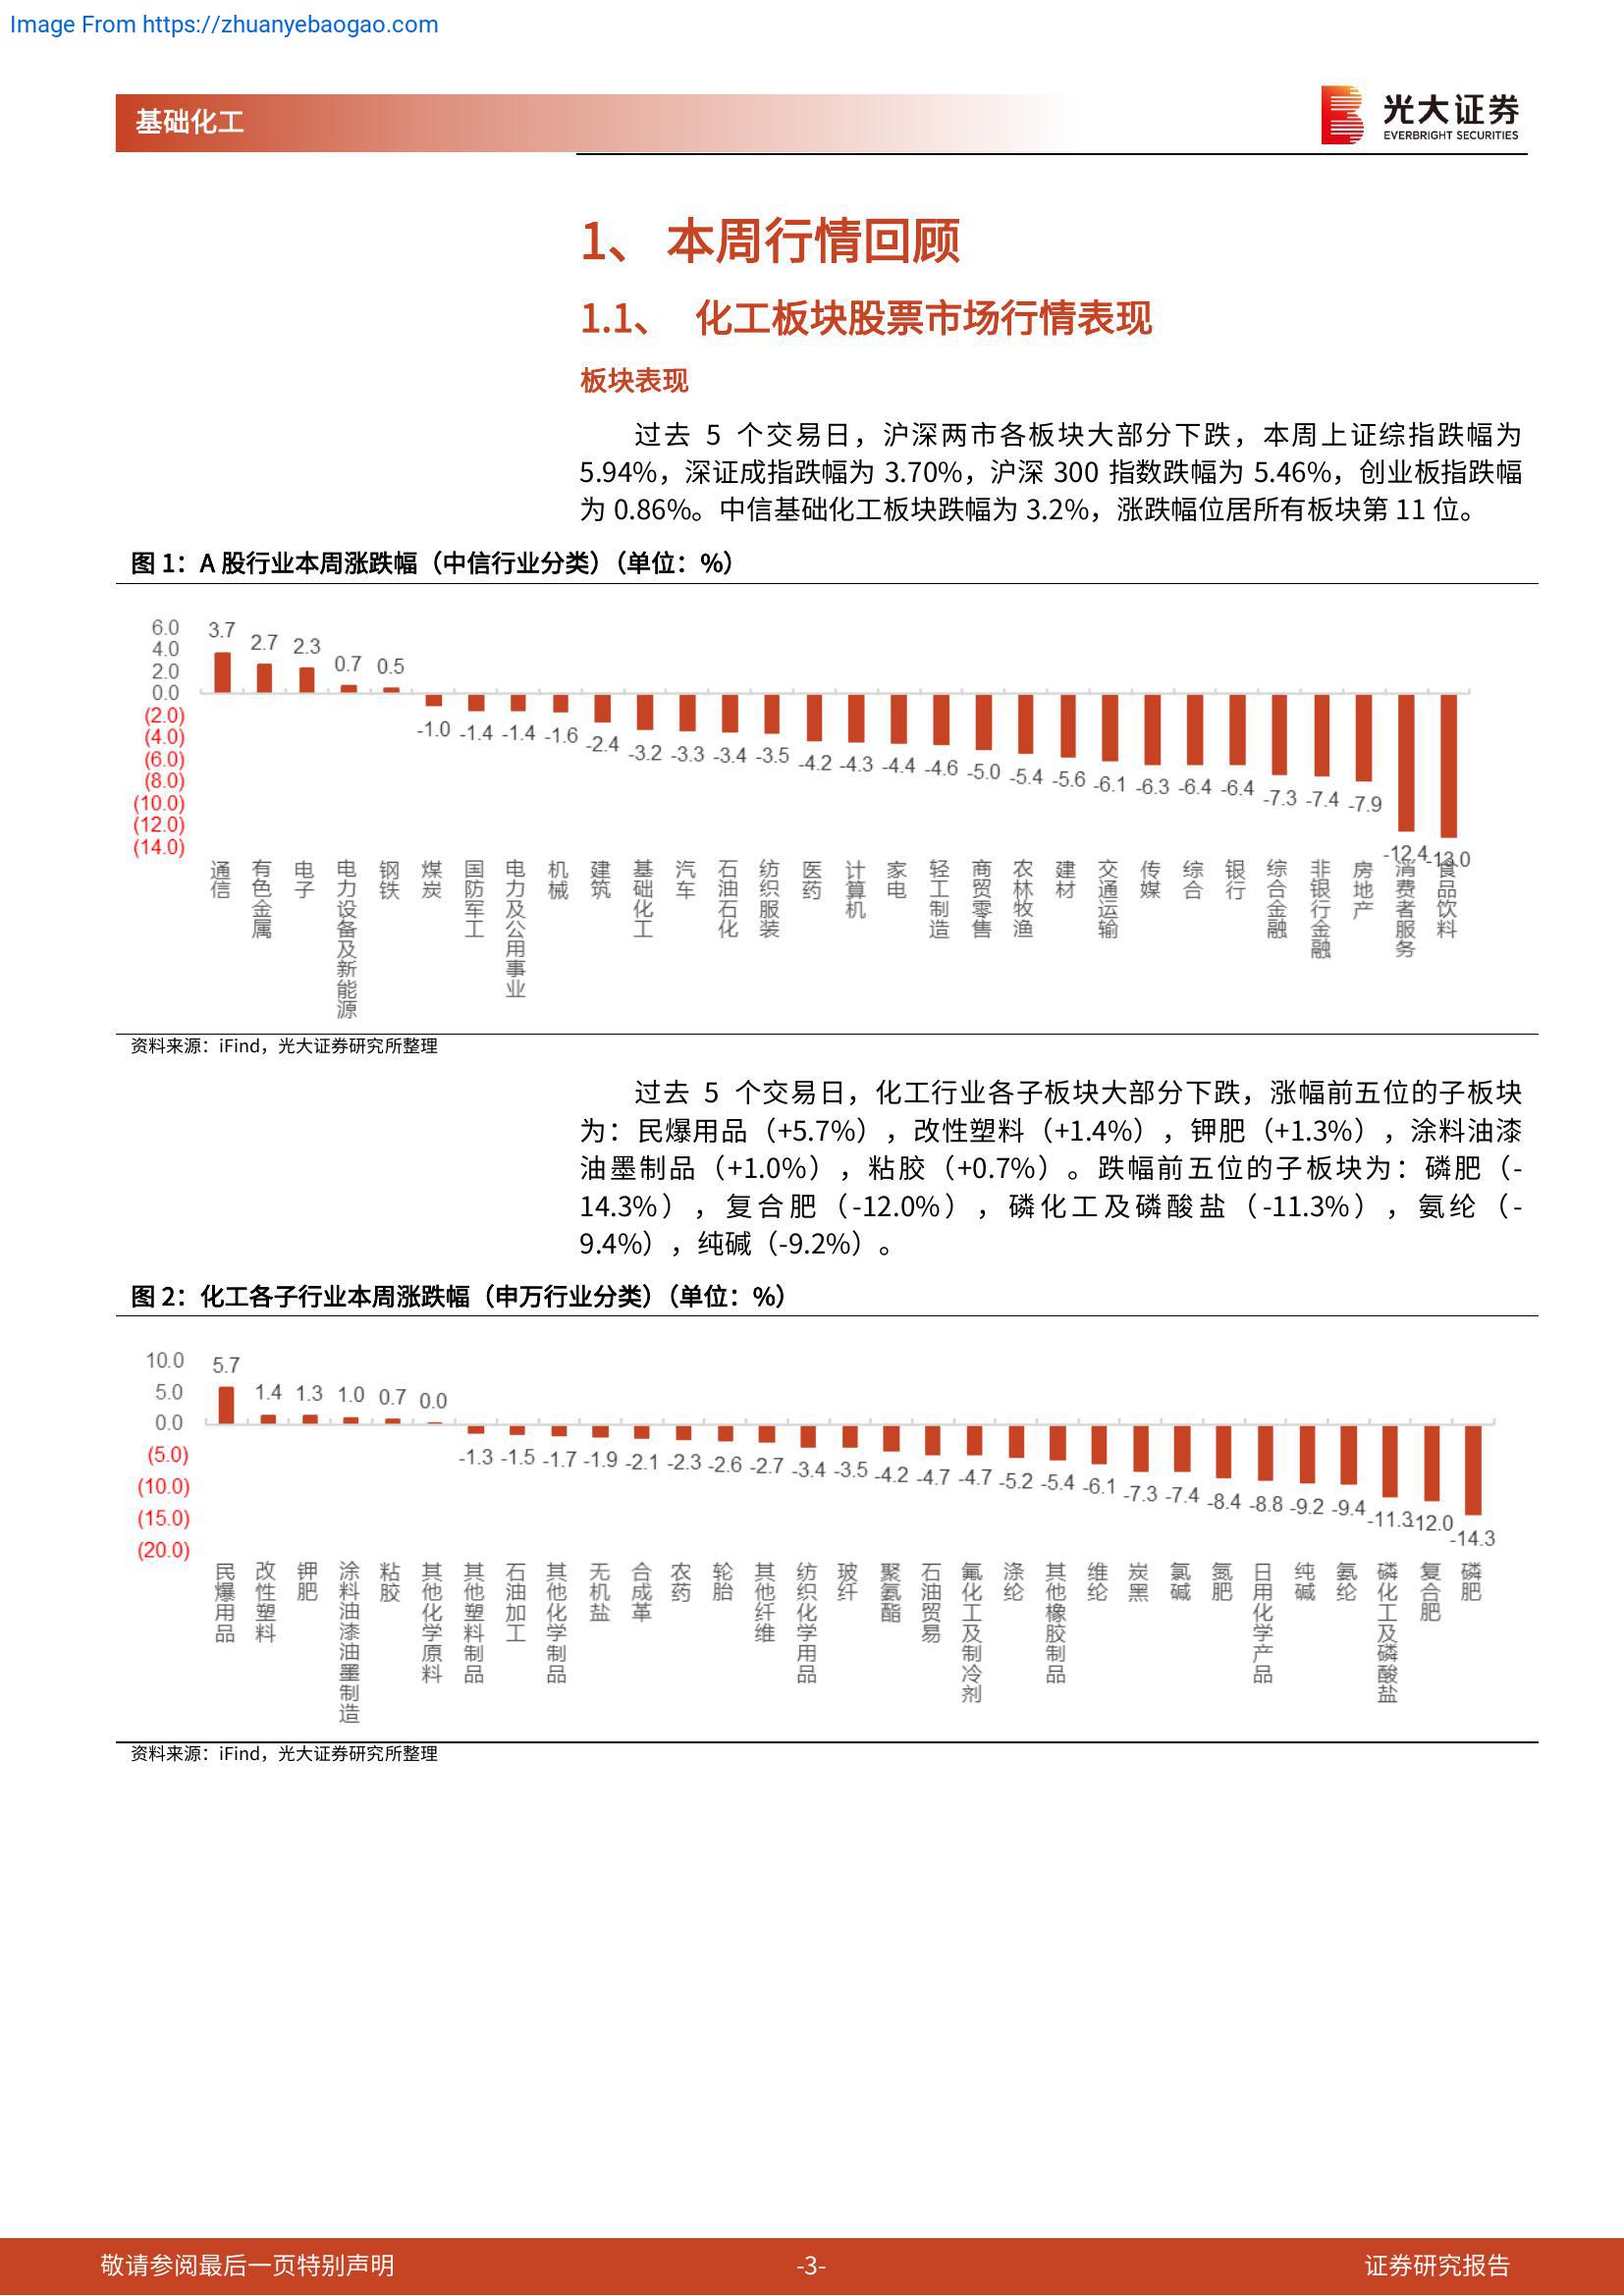 Image From https://zhuanyebaogao.com
基础化工
光大证券
EVERBRIGHT SECURITIES
1、 本周行情回顾
1.1、 化工板块股票市场行情表现
板块表现
过去 5 个交易日，沪深两市各板块大部分下跌，本周上证综指跌幅为
5.94%，深证成指跌幅为 3.70%，沪深 300 指数跌幅为 5.46%，创业板指跌幅
为 0.86%。中信基础化工板块跌幅为 3.2%，涨跌幅位居所有板块第 11 位。
图 1：A 股行业本周涨跌幅（中信行业分类）（单位：%）
6.0
4.0
2.0
0.0
(2.0)
(4.0)
(6.0)
(8.0)
(10.0)
(12.0)
(14.0)
3.7 2.7 2.3 0.7 0.5 -1.0 -1.4 -1.4 -1.6 -2.4 -3.2 -3.3 -3.4 -3.5 -4.2 -4.3 -4.4 -4.6 -5.0 -5.4 -5.6 -6.1 -6.3 -6.4 -6.4 -7.3 -7.4 -7.9 -12.4 -13.0
通信
有色金属
电子
电力设备及新能源
钢铁
煤炭
国防军工
电力及公用事业
机械
建筑
基础化工
汽车
石油石化
纺织服装
医药
计算机
家电
轻工制造
商贸零售
农林牧渔
建材
交通运输
传媒
综合
银行
综合金融
非银行金融
房地产
消费者服务
食品饮料
资料来源：iFind，光大证券研究所整理
过去 5 个交易日，化工行业各子板块大部分下跌，涨幅前五位的子板块
为：民爆用品（+5.7%），改性塑料（+1.4%），钾肥（+1.3%），涂料油漆
油墨制品（+1.0%），粘胶（+0.7%）。跌幅前五位的子板块为：磷肥（-
14.3%），复合肥（-12.0%），磷化工及磷酸盐（-11.3%），氨纶（-
9.4%），纯碱（-9.2%）。
图 2：化工各子行业本周涨跌幅（申万行业分类）（单位：%）
10.0
5.0
0.0
(5.0)
(10.0)
(15.0)
(20.0)
5.7 1.4 1.3 1.0 0.7 0.0 -1.3 -1.5 -1.7 -1.9 -2.1 -2.3 -2.6 -2.7 -3.4 -3.5 -4.2 -4.7 -4.7 -5.2 -5.4 -6.1 -7.3 -7.4 -8.4 -8.8 -9.2 -9.4 -11.3 -12.0 -14.3
民爆用品
改性塑料
钾肥
涂料油漆油墨制造
粘胶
其他化学原料
其他塑料制品
石油加工
其他化学制品
无机盐
合成革
农药
轮胎
其他纤维
纺织化学用品
玻纤
聚氨酯
石油贸易
氟化工及制冷剂
涤纶
其他橡胶制品
维纶
炭黑
氯碱
氮肥
日用化学产品
纯碱
氨纶
磷化工及磷酸盐
复合肥
磷肥
资料来源：iFind，光大证券研究所整理
敬请参阅最后一页特别声明
-3-
证券研究报告